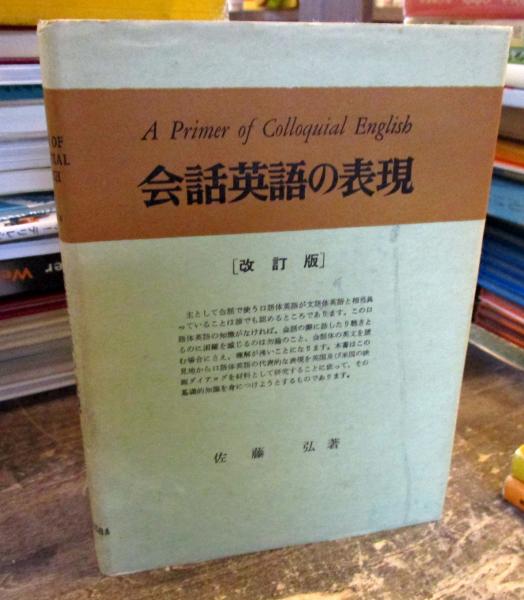 A Primer of Colloquial English
会話英語の表現
[改訂版]
主として会話で使う口語体英語が文語体英語と相当異
っていることは誰でも認めるところであります。この口
語体英語の知識がなければ、会話の際に話したり聴きと
るのに困難を感じるのは勿論のこと、会話体の英文を読
む場合にさえ、理解が浅いことになります。本書はこの
見地から口語体英語の代表的な表現を英国及び米国の映
画ダイアログを材料として研究することに依って、その
基礎的知識を身につけようとするものであります。
佐藤 弘著
OF